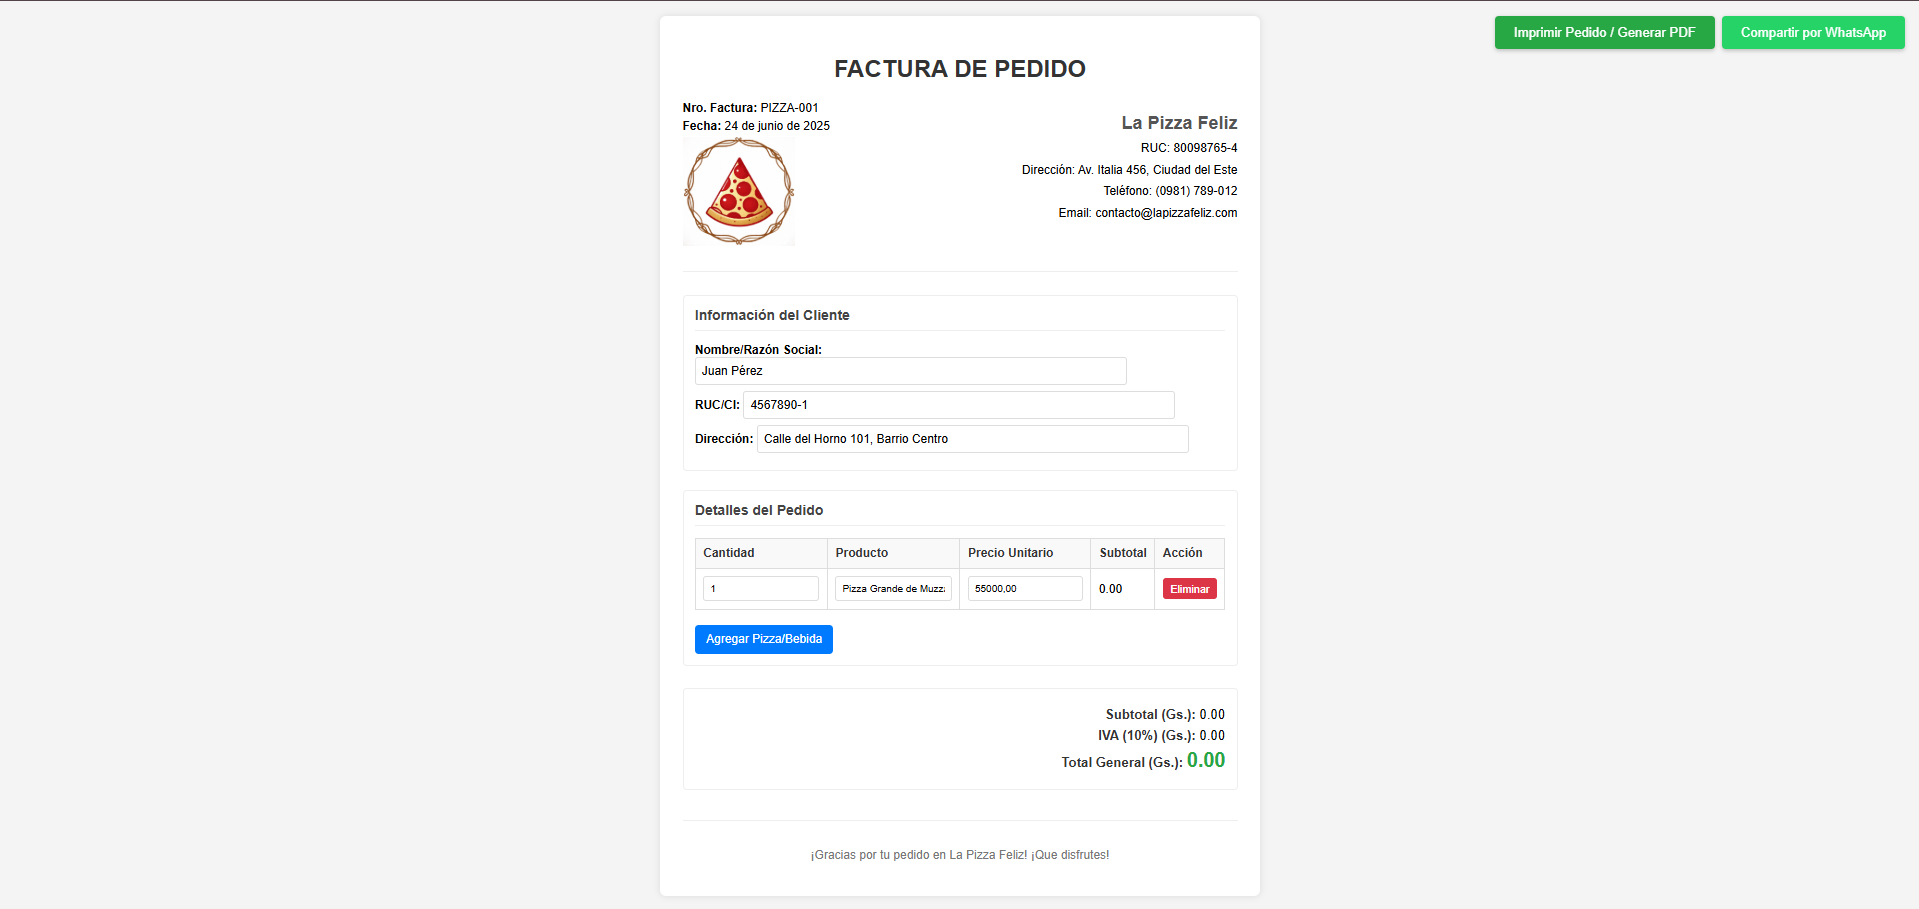 Imprimir Pedido / Generar PDF
Compartir por WhatsApp
FACTURA DE PEDIDO
Nro. Factura: PIZZA-001
Fecha: 24 de junio de 2025
La Pizza Feliz
RUC: 80098765-4
Dirección: Av. Italia 456, Ciudad del Este
Teléfono: (0981) 789-012
Email: contacto@lapizzafeliz.com
Información del Cliente
Nombre/Razón Social:
Juan Pérez
RUC/CI: 4567890-1
Dirección: Calle del Horno 101, Barrio Centro
Detalles del Pedido
Cantidad Producto Precio Unitario Subtotal Acción
1 Pizza Grande de Muzz 55000,00 0.00 Eliminar
Agregar Pizza/Bebida
Subtotal (Gs.): 0.00
IVA (10%) (Gs.): 0.00
Total General (Gs.): 0.00
¡Gracias por tu pedido en La Pizza Feliz! ¡Que disfrutes!